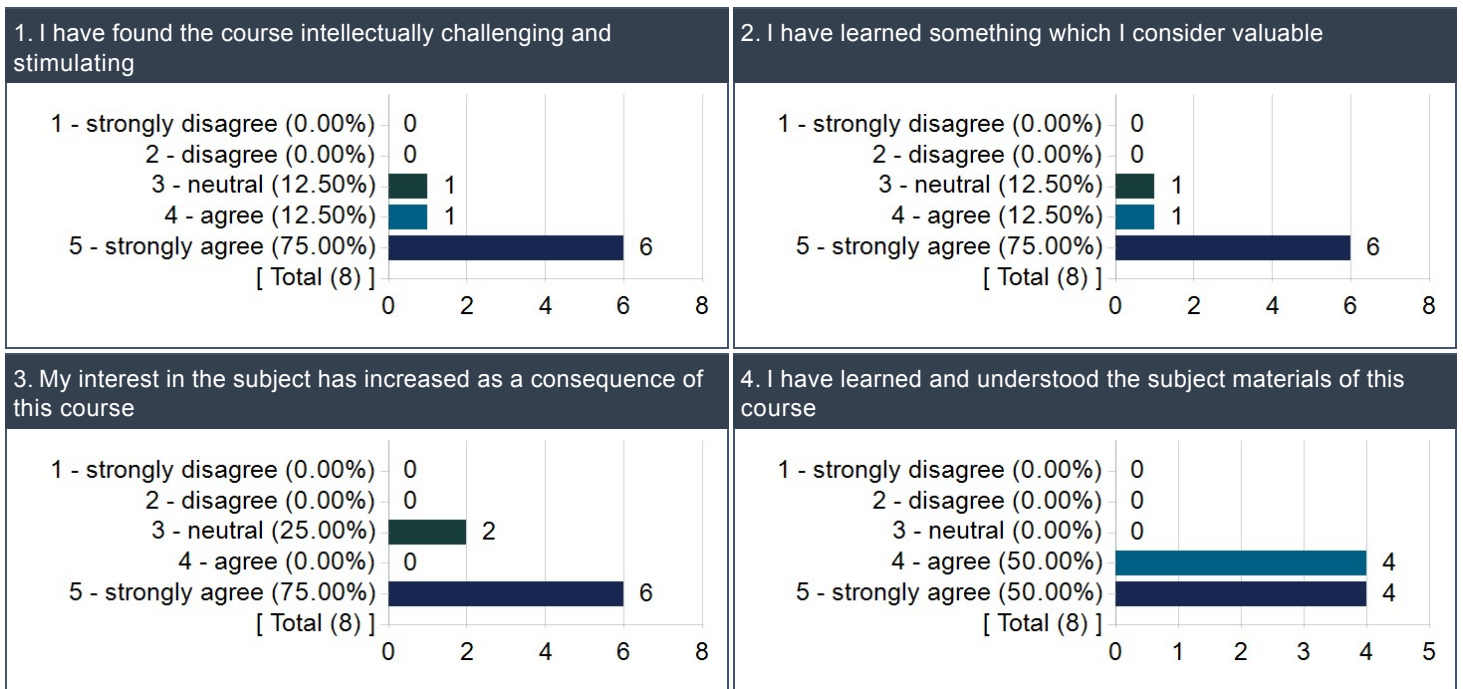 1. I have found the course intellectually challenging and
stimulating
1 - strongly disagree (0.00%) 0
2 - disagree (0.00%) 0
3 - neutral (12.50%) 1
4 - agree (12.50%) 1
5 - strongly agree (75.00%) 6
[ Total (8) ]
0 2 4 6 8
2. I have learned something which I consider valuable
1 - strongly disagree (0.00%) 0
2 - disagree (0.00%) 0
3 - neutral (12.50%) 1
4 - agree (12.50%) 1
5 - strongly agree (75.00%) 6
[ Total (8) ]
0 2 4 6 8
3. My interest in the subject has increased as a consequence of
this course
1 - strongly disagree (0.00%) 0
2 - disagree (0.00%) 0
3 - neutral (25.00%) 2
4 - agree (0.00%) 0
5 - strongly agree (75.00%) 6
[ Total (8) ]
0 2 4 6 8
4. I have learned and understood the subject materials of this
course
1 - strongly disagree (0.00%) 0
2 - disagree (0.00%) 0
3 - neutral (0.00%) 0
4 - agree (50.00%) 4
5 - strongly agree (50.00%) 4
[ Total (8) ]
0 1 2 3 4 5